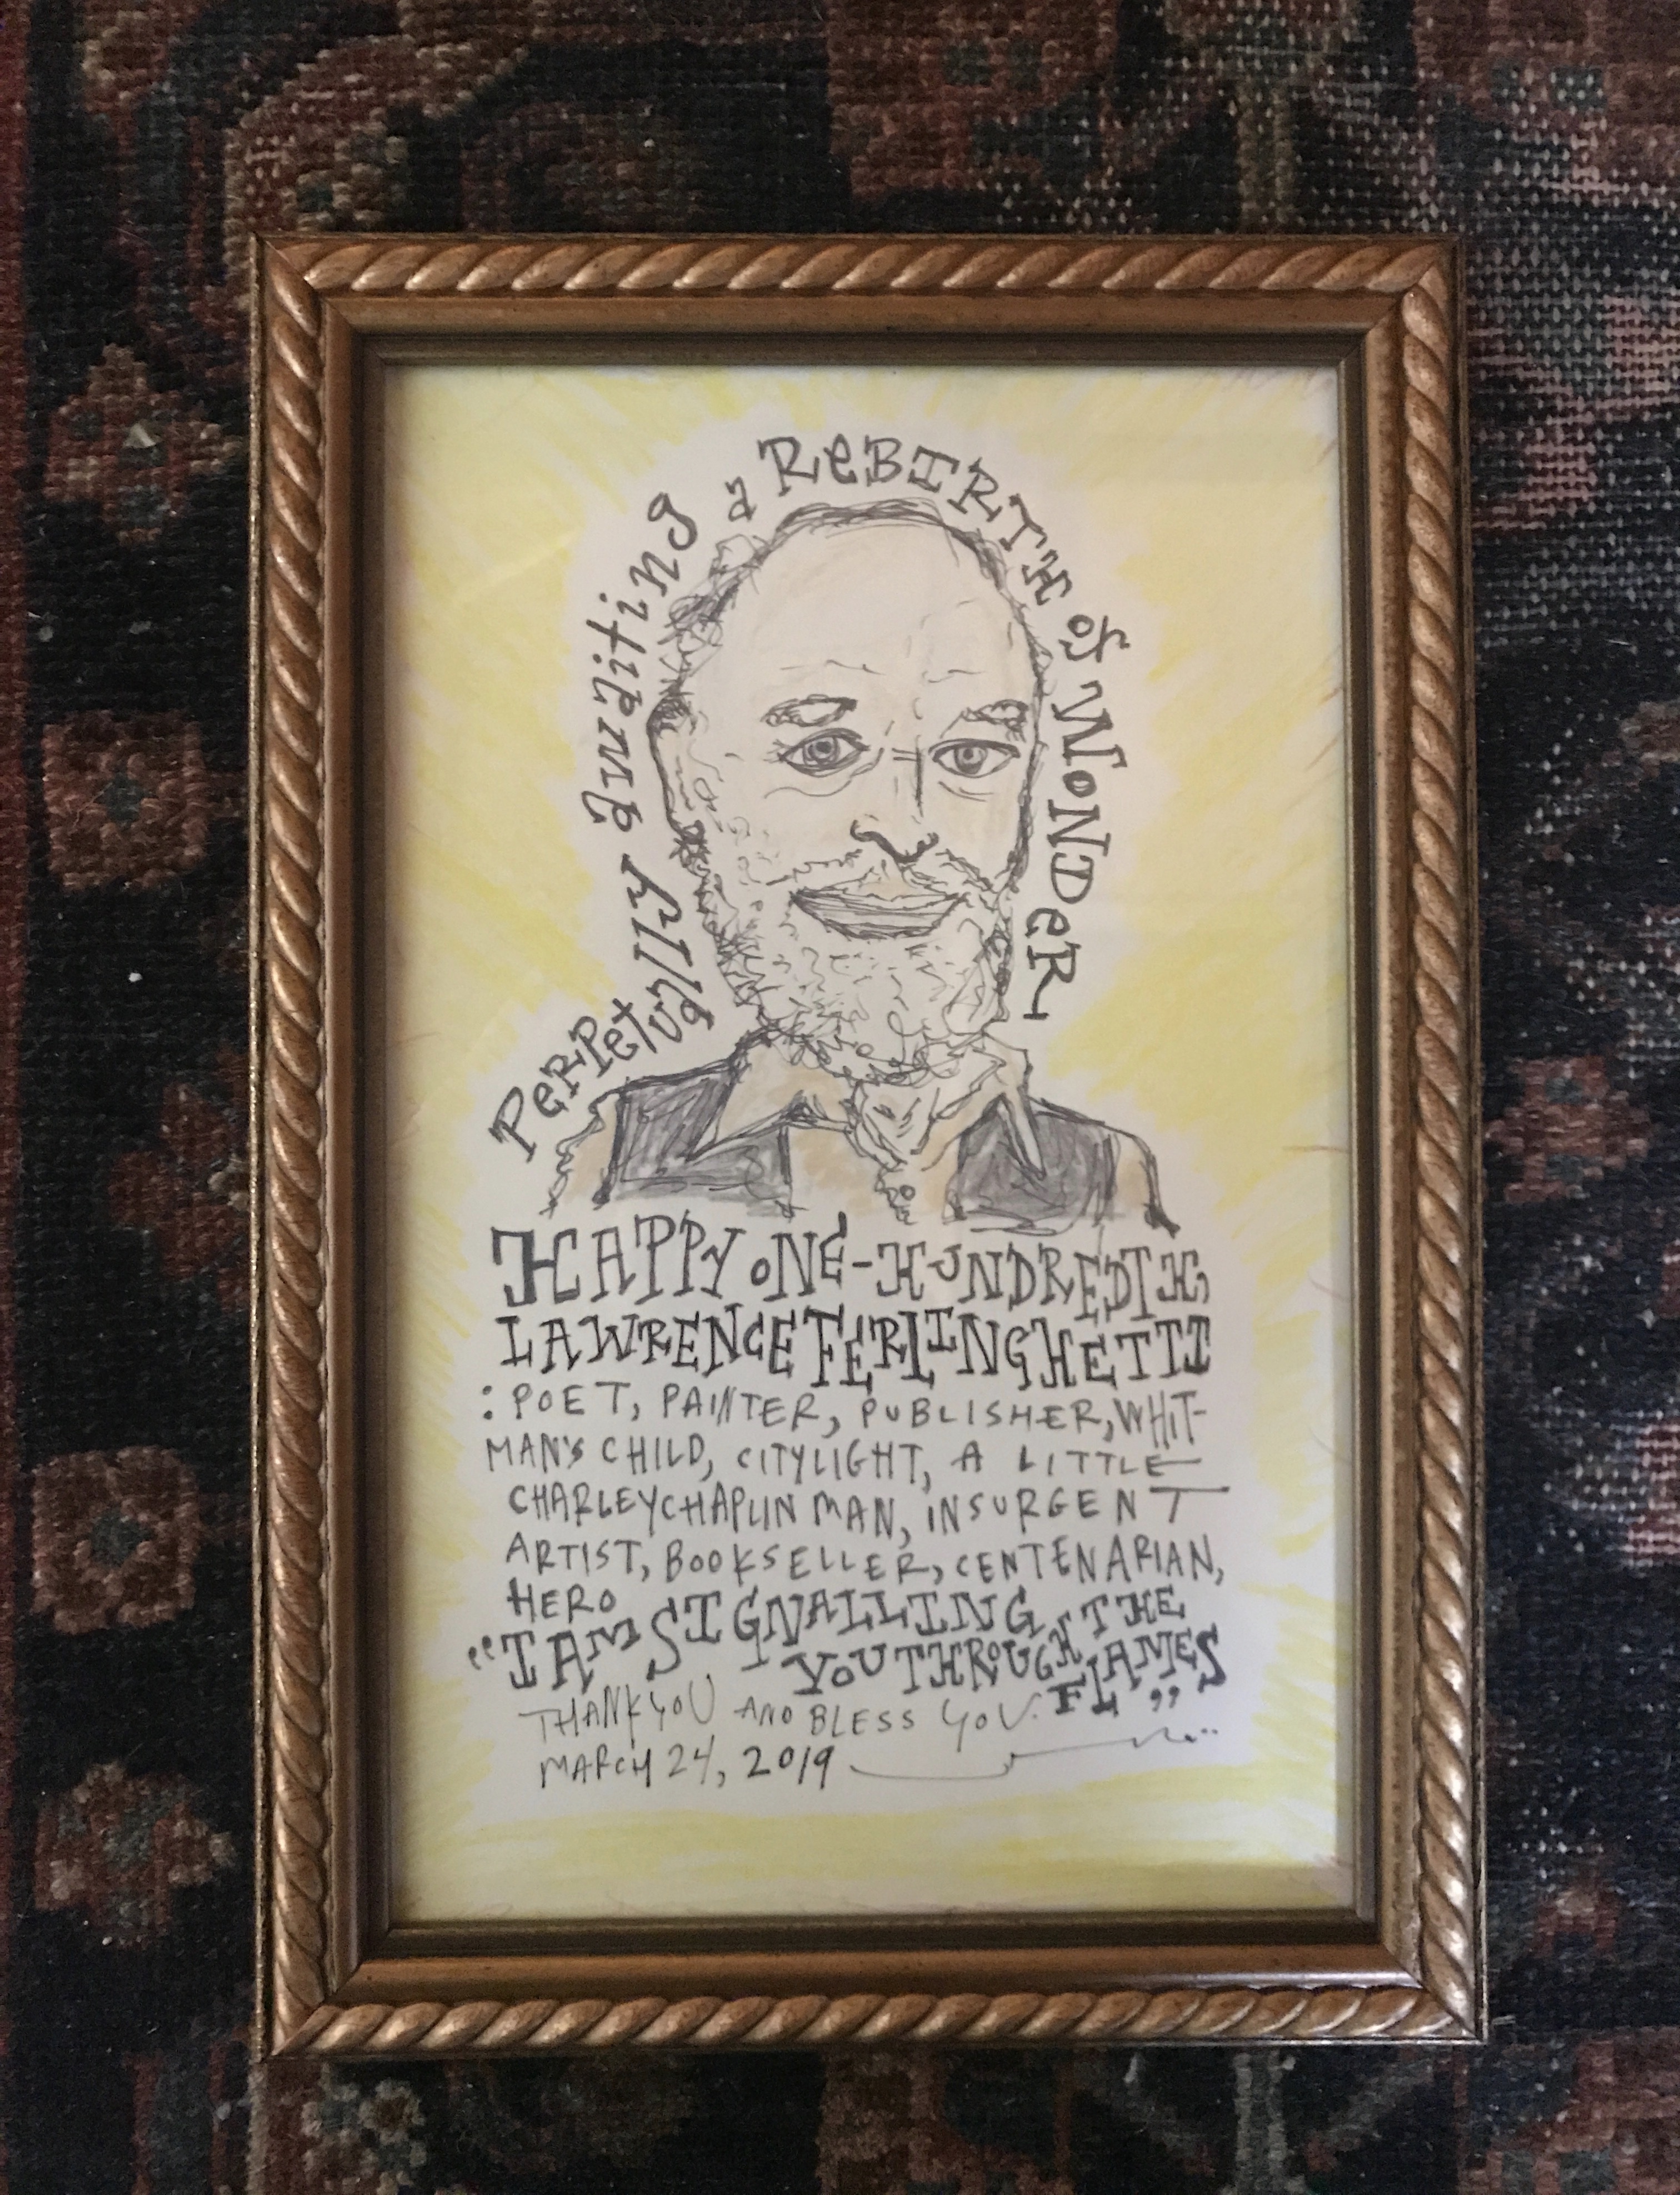 PeRPetually awaiting a ReBIRTH of WoNDeR
HAPPY oNE-HUNDREDTH,
LAWRENCE FERLINGHETTI
: POET, PAINTER, PUBLISHER, WHIT-
MAN'S CHILD, CITYLIGHT, A LITTLE
CHARLEYCHAPLIN MAN, INSURGENT
ARTIST, BOOKSELLER, CENTENARIAN,
HERO
"I AM SIGNALLING
YOU THROUGH THE
FLAMES"
THANK YOU AND BLESS YOU.
MARCH 24, 2019